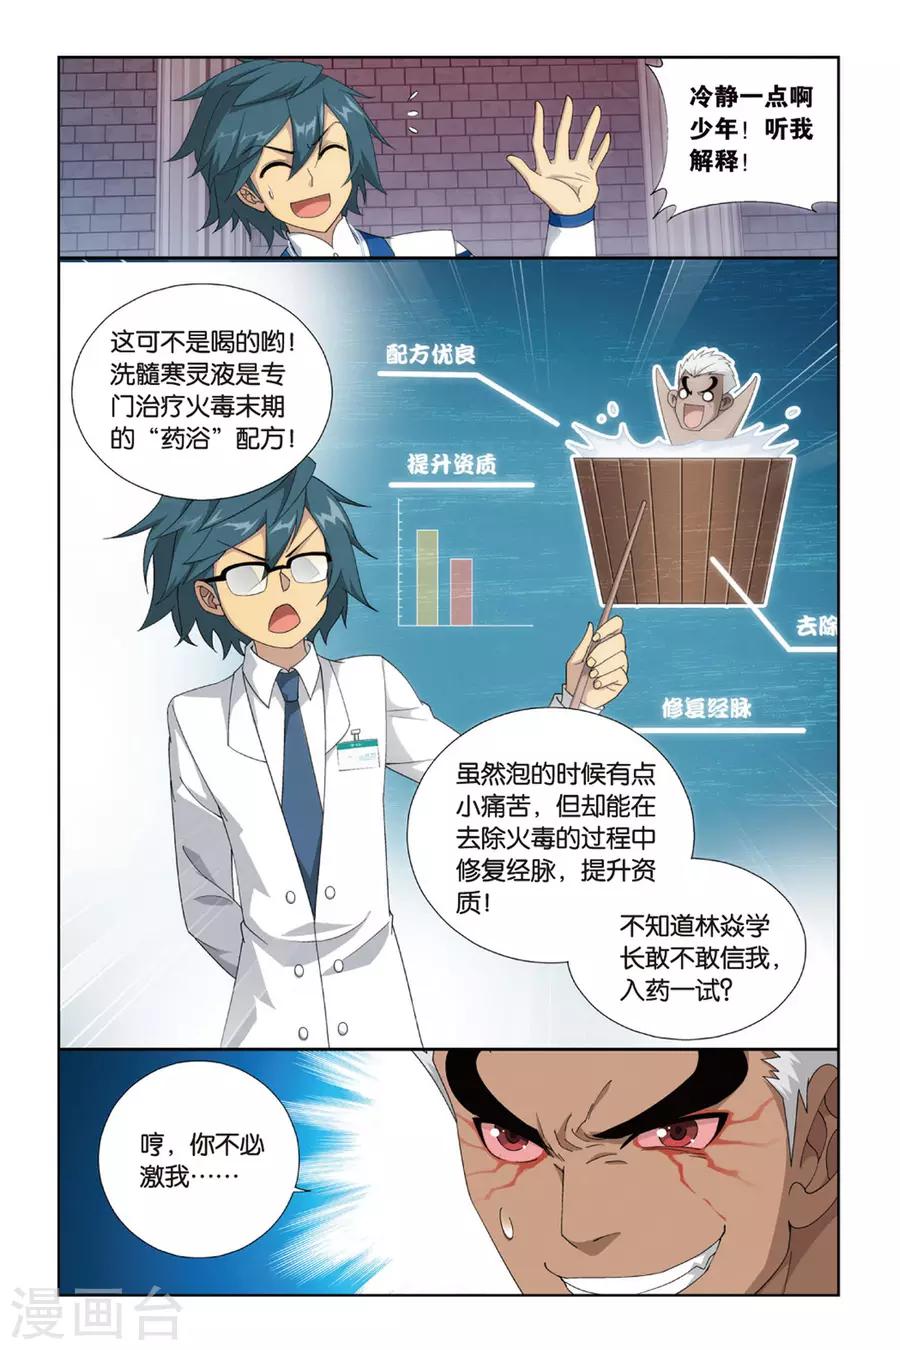 冷静一点啊
少年！听我
解释！
这可不是喝的哟！
洗髓寒灵液是专
门治疗火毒末期
的“药浴”配方！
配方优良
提升资质
去除
修复经脉
虽然泡的时候有点
小痛苦，但却能在
去除火毒的过程中
修复经脉，提升资
质！
不知道林焱学
长敢不敢信我，
入药一试？
哼，你不必
激我……
漫画台